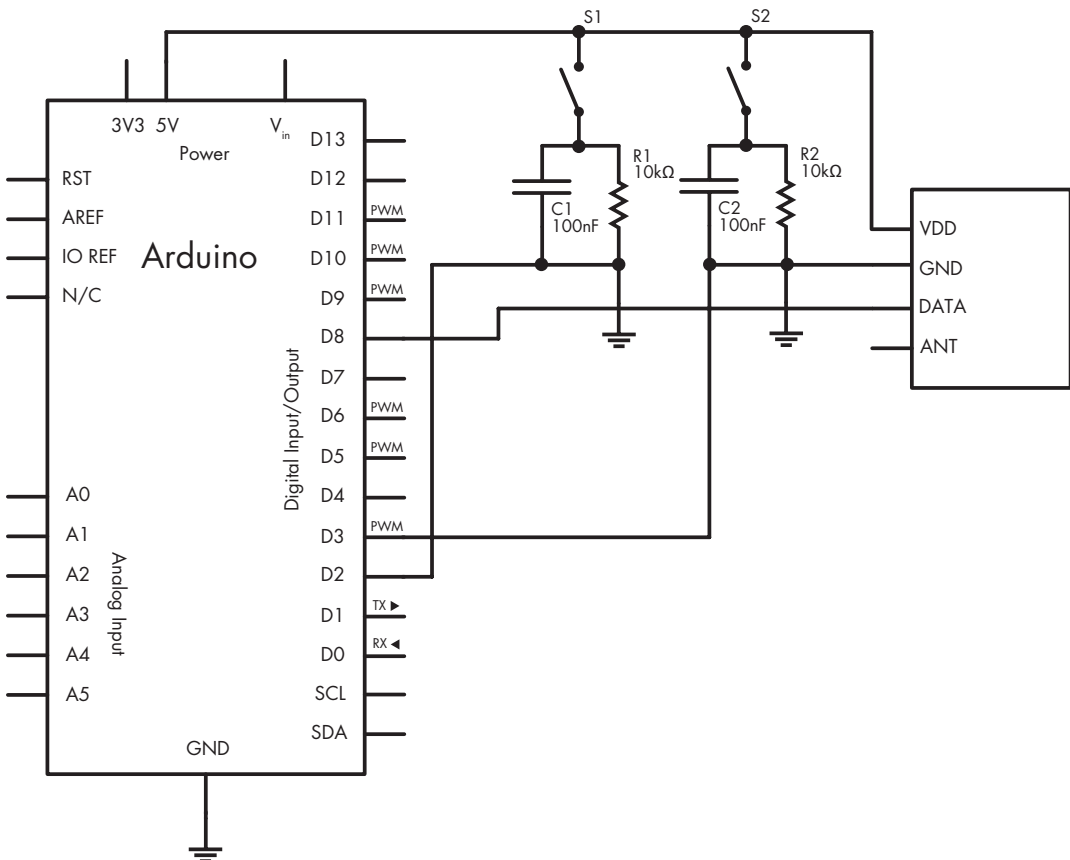 S1
S2
3V3 5V
Vin
Power
D13
RST
D12
AREF
D11
PWM
IO REF
Arduino
D10
PWM
N/C
D9
PWM
D8
D7
D6
PWM
D5
PWM
Digital Input/Output
A0
D4
A1
D3
PWM
A2
D2
A3
D1
TX ▶
A4
D0
RX ◀
A5
SCL
Analog Input
SDA
GND
R1
10kΩ
C1
100nF
R2
10kΩ
C2
100nF
VDD
GND
DATA
ANT